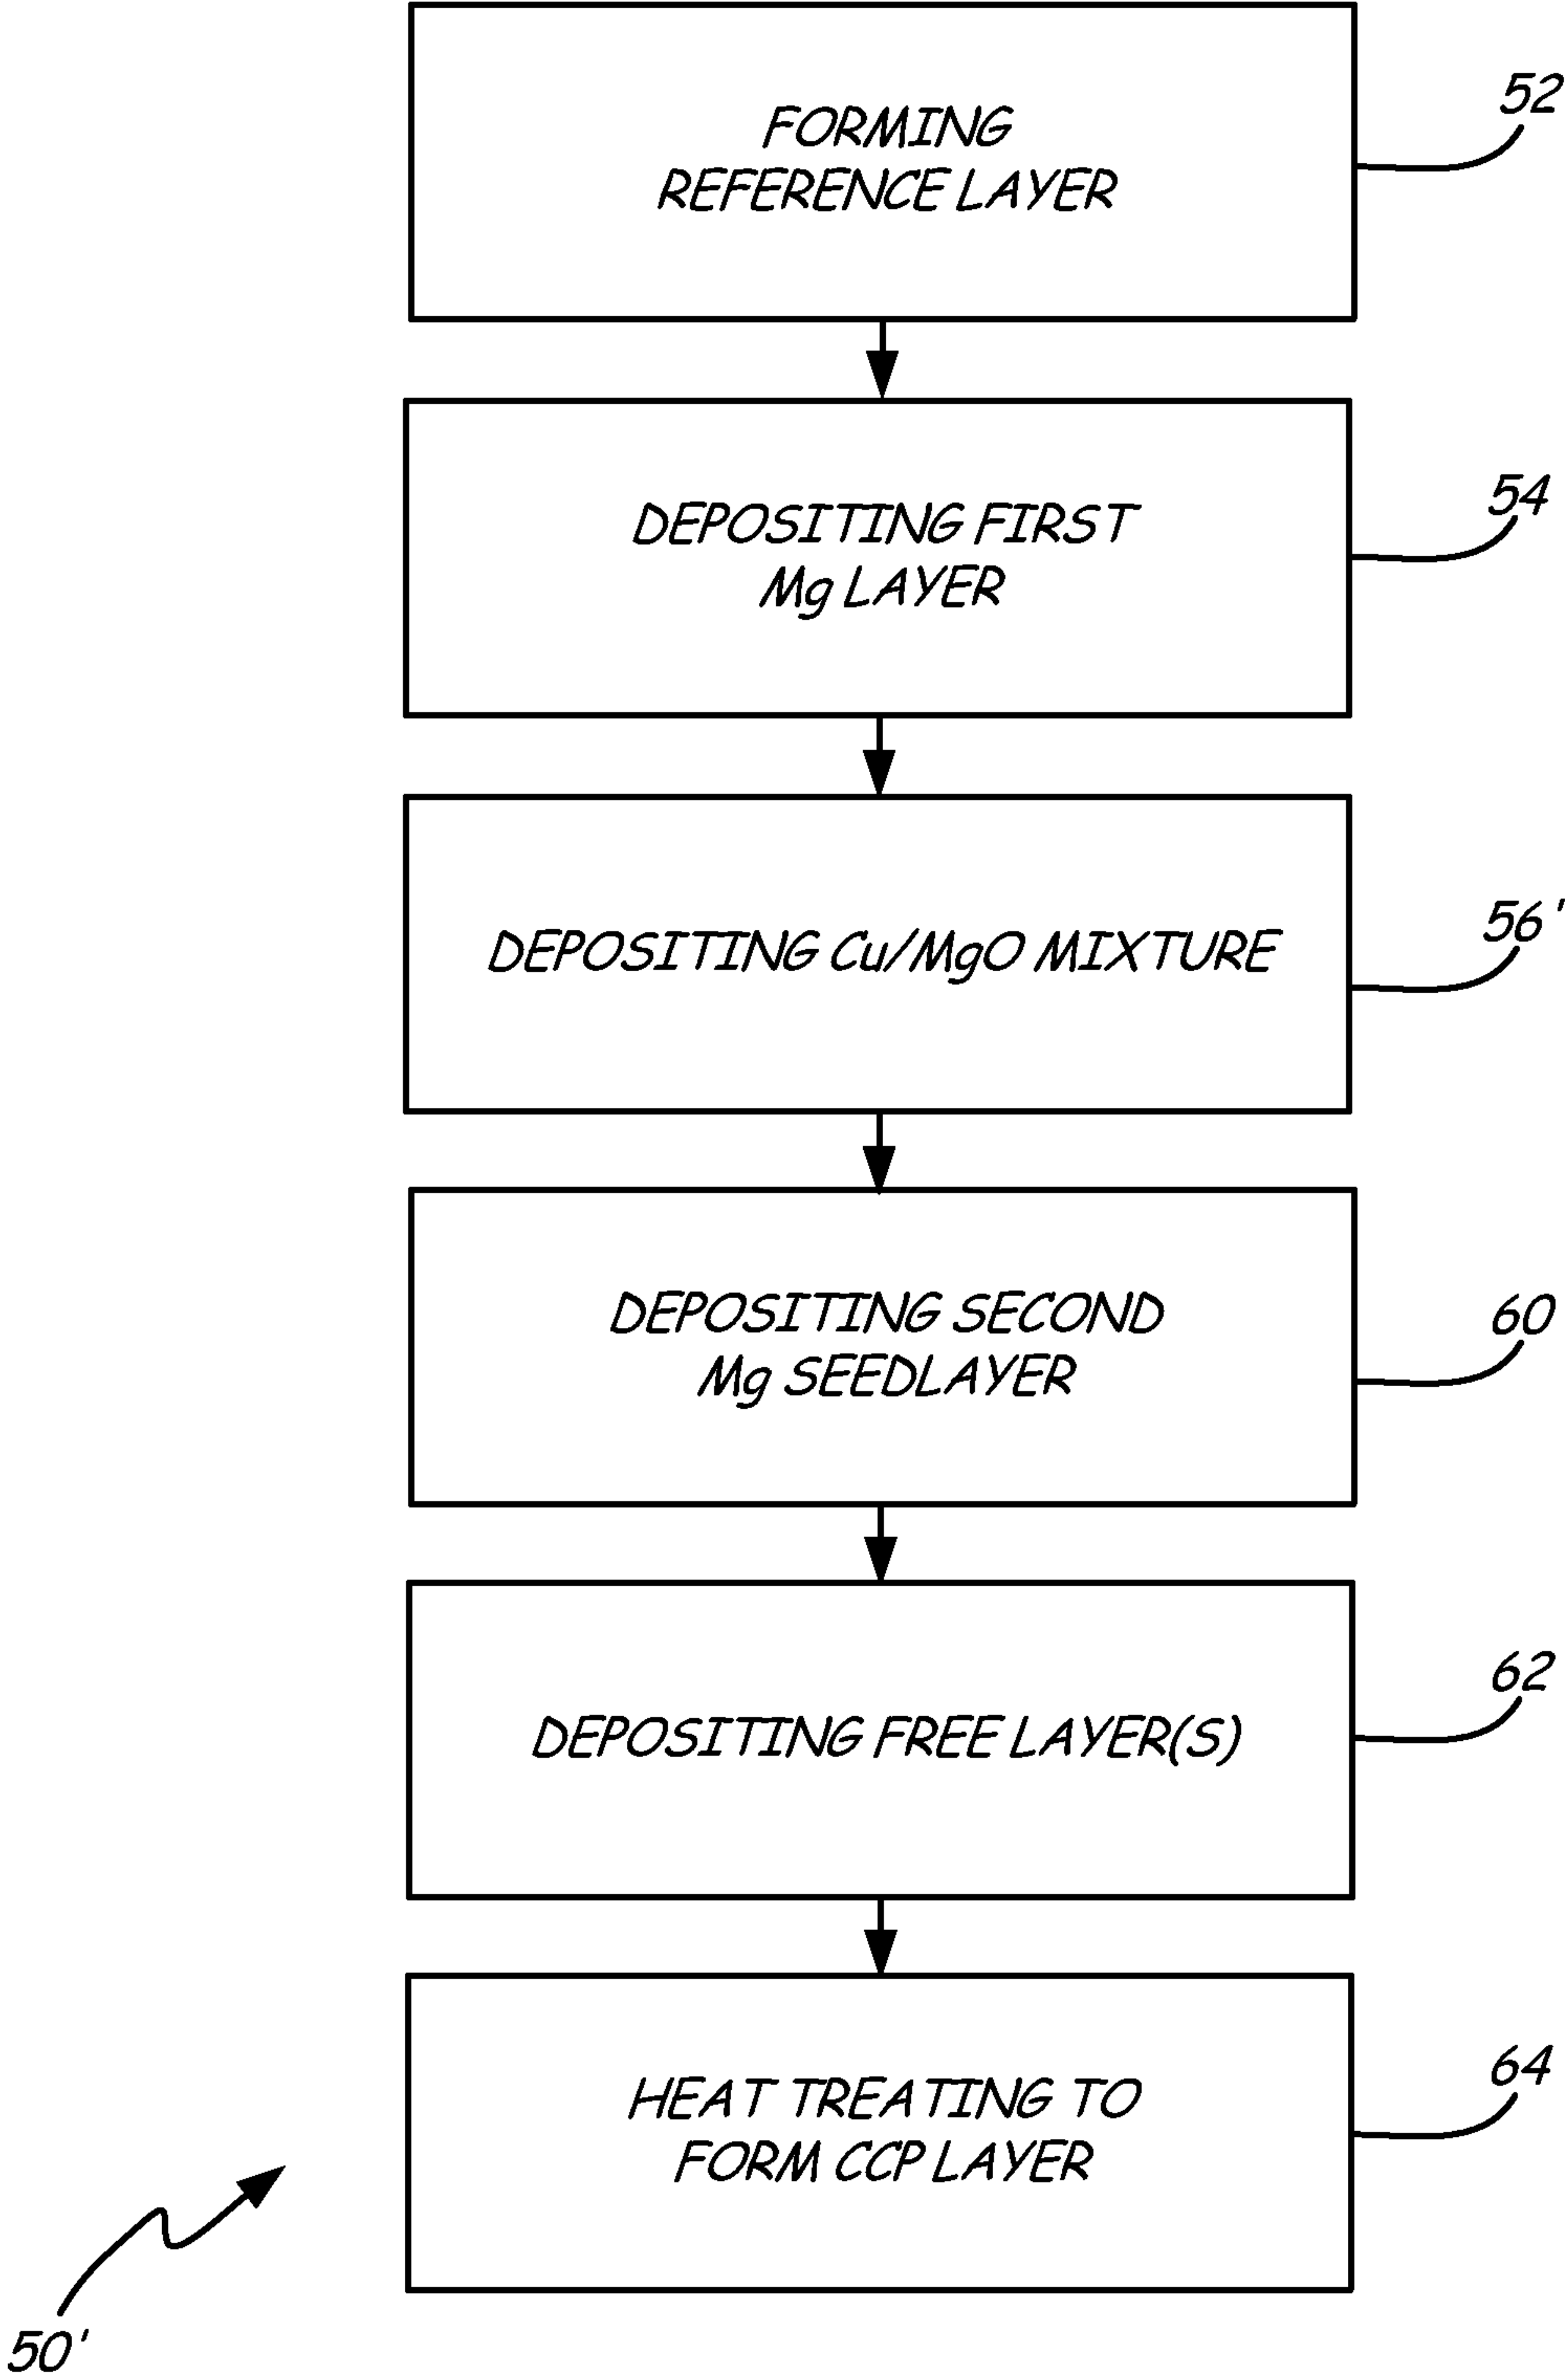 FORMING
REFERENCE LAYER
52
DEPOSITING FIRST
Mg LAYER
54
DEPOSITING Cu/MgO MIXTURE
56'
DEPOSITING SECOND
Mg SEEDLAYER
60
DEPOSITING FREE LAYER(S)
62
HEAT TREATING TO
FORM CCP LAYER
64
50'